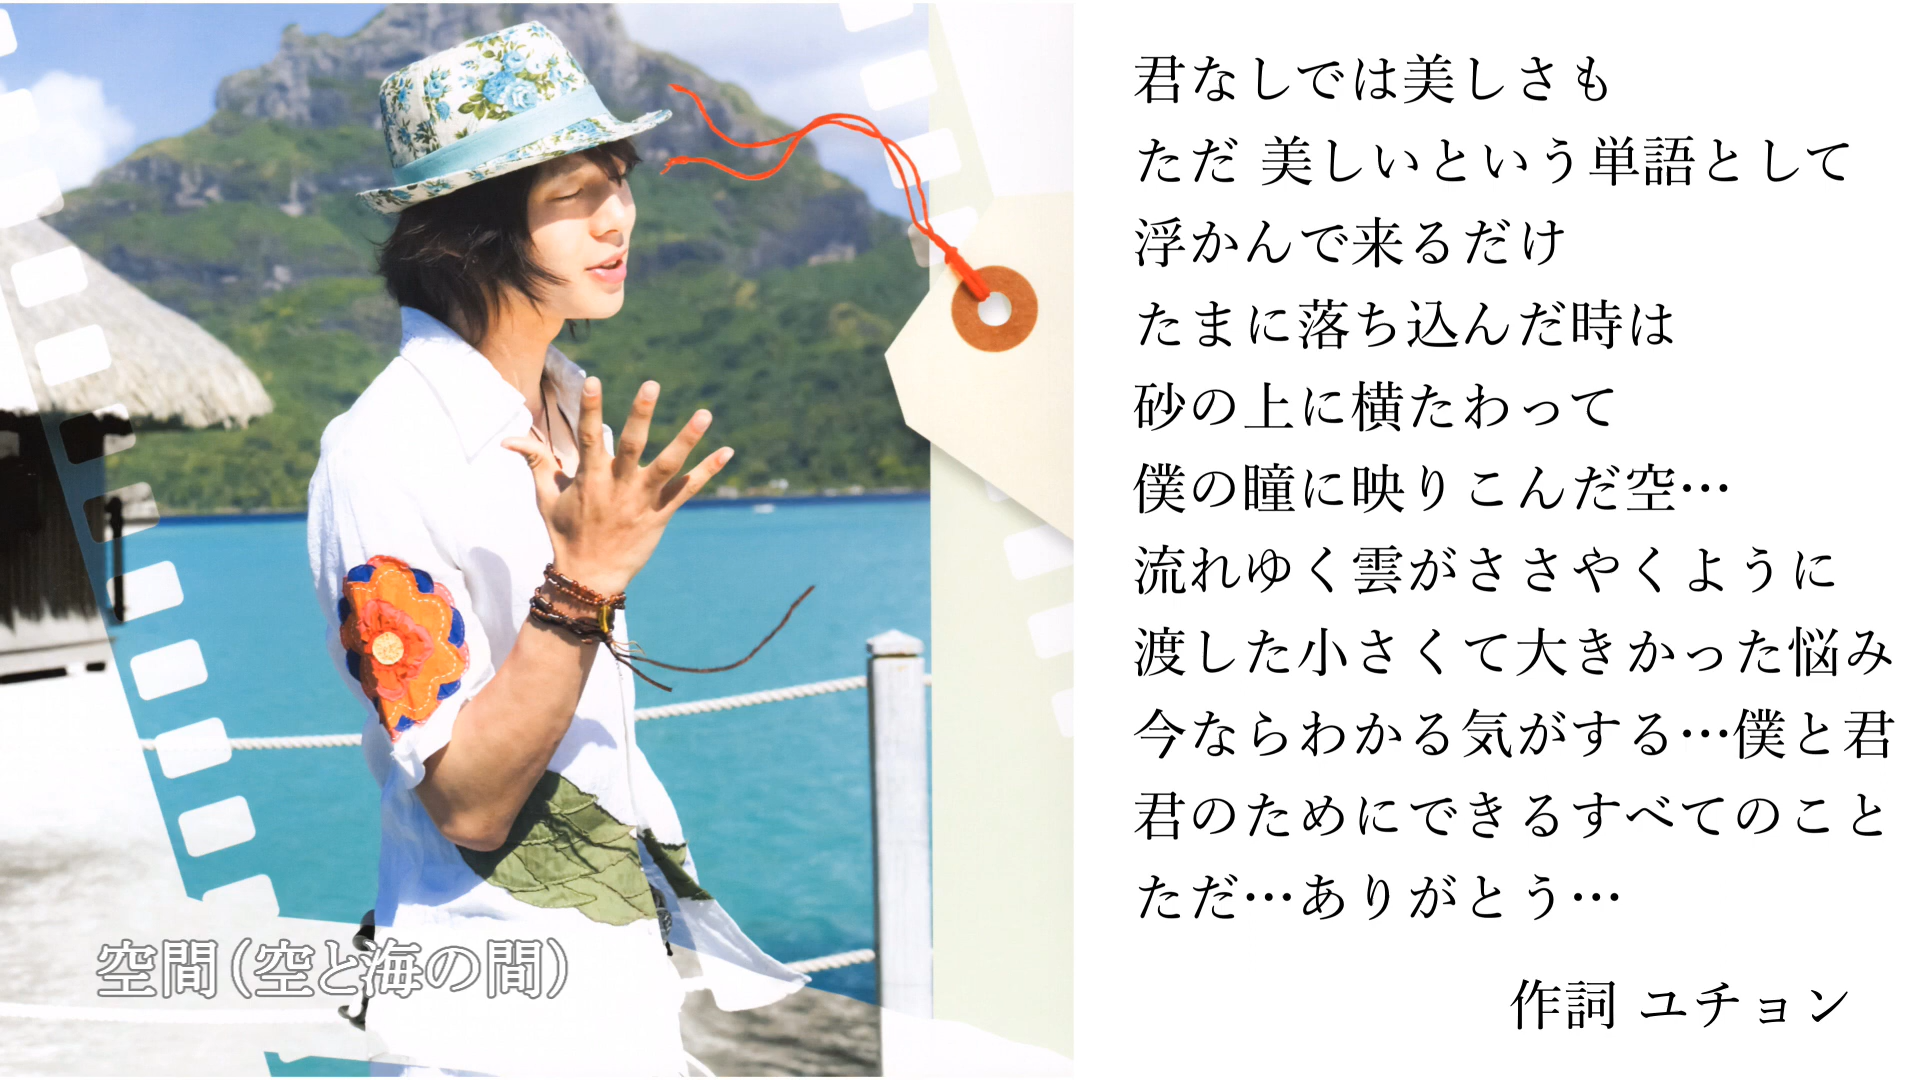 君なしでは美しさも
ただ 美しいという単語として
浮かんで来るだけ
たまに落ち込んだ時は
砂の上に横たわって
僕の瞳に映りこんだ空…
流れゆく雲がささやくように
渡した小さくて大きかった悩み
今ならわかる気がする…僕と君
君のためにできるすべてのこと
ただ…ありがとう…
作詞 ユチョン
空間（空と海の間）